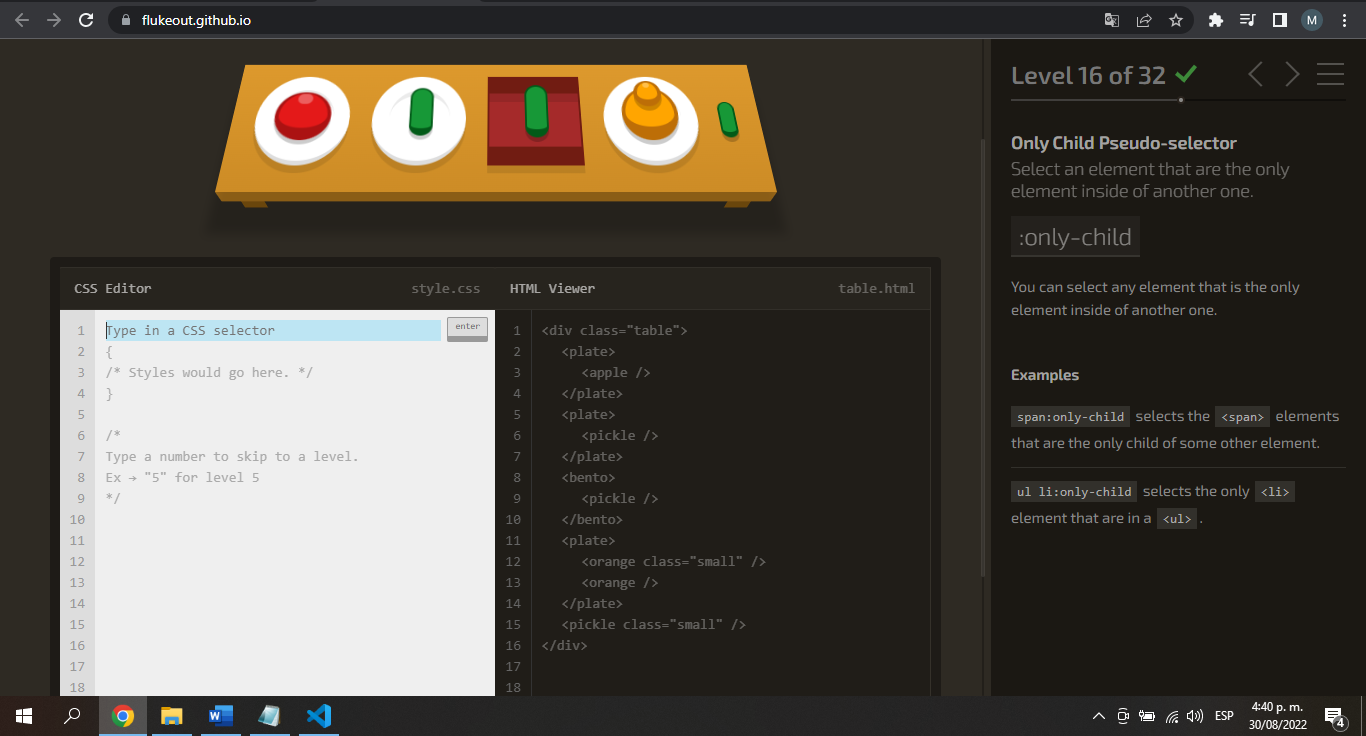 flukeout.github.io
M
Level 16 of 32
Only Child Pseudo-selector
Select an element that are the only
element inside of another one.
:only-child
You can select any element that is the only
element inside of another one.
Examples
span:only-child selects the <span> elements
that are the only child of some other element.
ul li:only-child selects the only <li>
element that are in a <ul> .
CSS Editor
style.css
1 Type in a CSS selector
enter
2 {
3 /* Styles would go here. */
4 }
5
6 /*
7 Type a number to skip to a level.
8 Ex → "5" for level 5
9 */
10
11
12
13
14
15
16
17
18
HTML Viewer
table.html
1 <div class="table">
2 <plate>
3 <apple />
4 </plate>
5 <plate>
6 <pickle />
7 </plate>
8 <bento>
9 <pickle />
10 </bento>
11 <plate>
12 <orange class="small" />
13 <orange />
14 </plate>
15 <pickle class="small" />
16 </div>
17
18
W
ESP
4:40 p. m.
30/08/2022
4